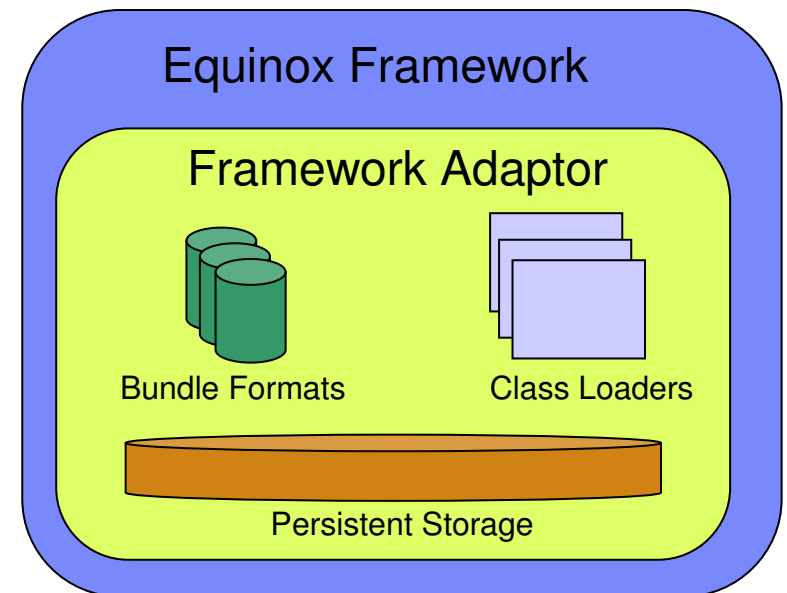 Equinox Framework
Framework Adaptor
Bundle Formats
Class Loaders
Persistent Storage